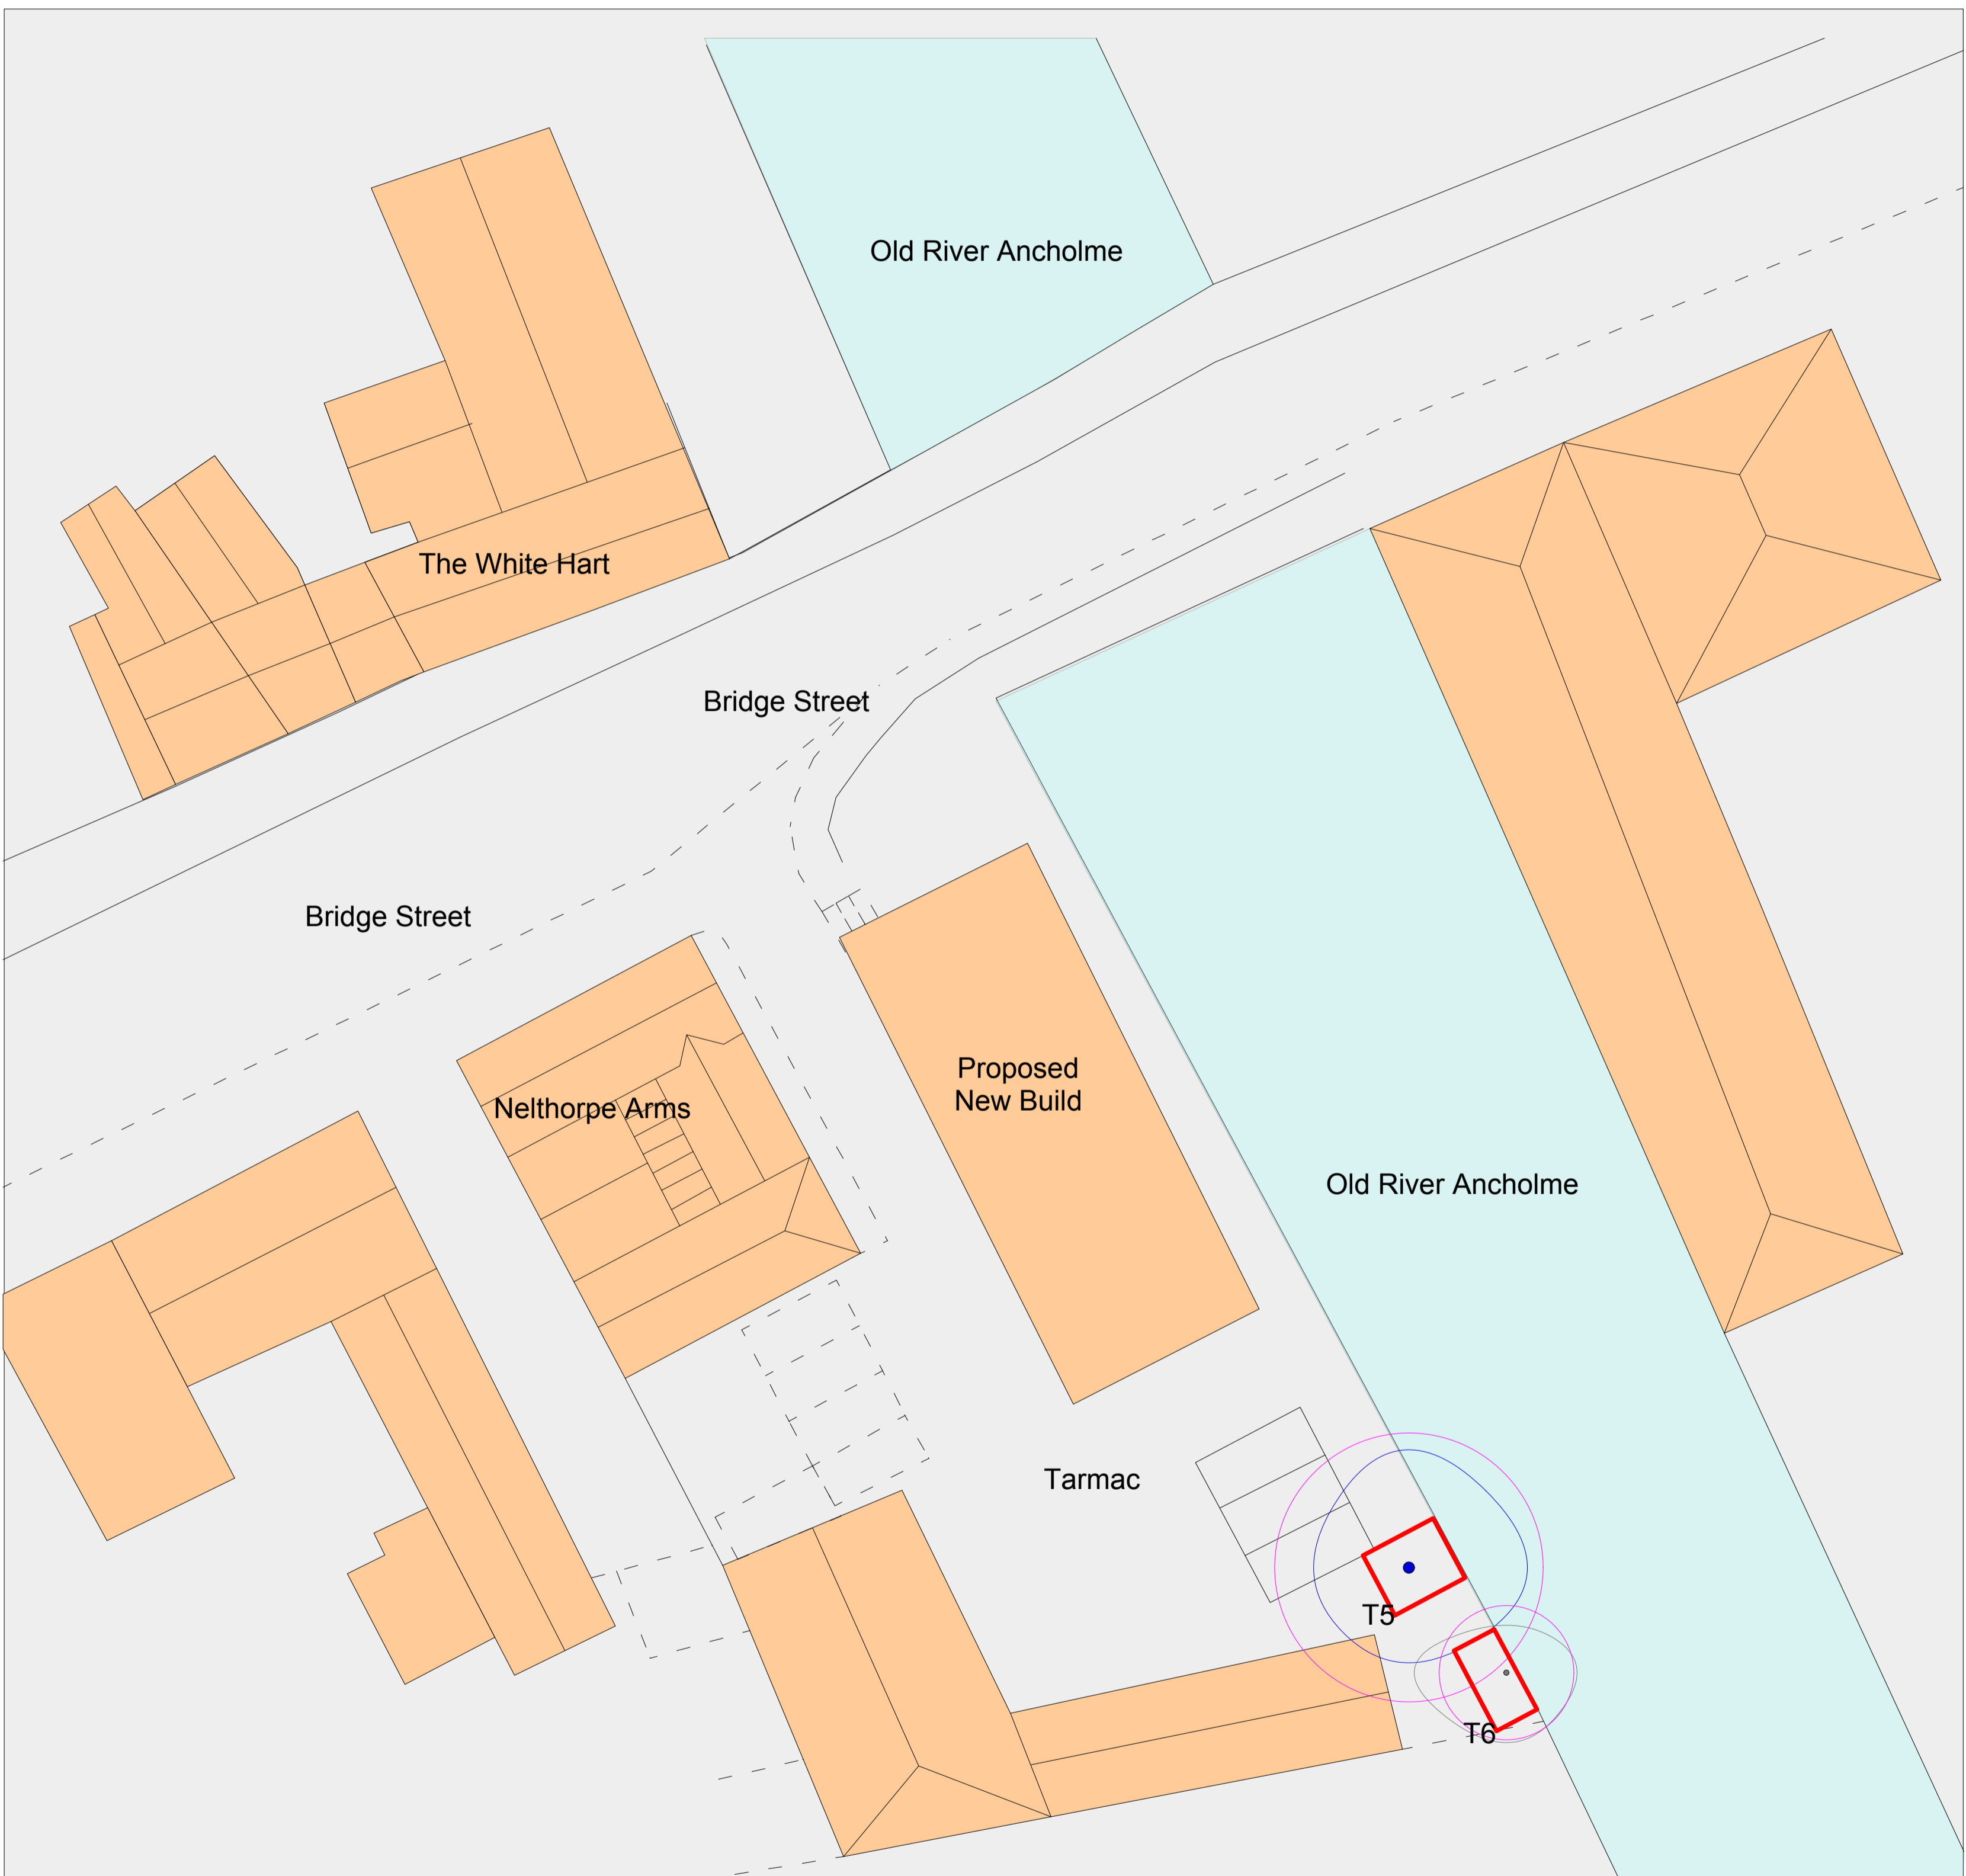 Old River Ancholme
The White Hart
Bridge Street
Bridge Street
Proposed
New Build
Nelthorpe Arms
Old River Ancholme
Tarmac
T5
T6